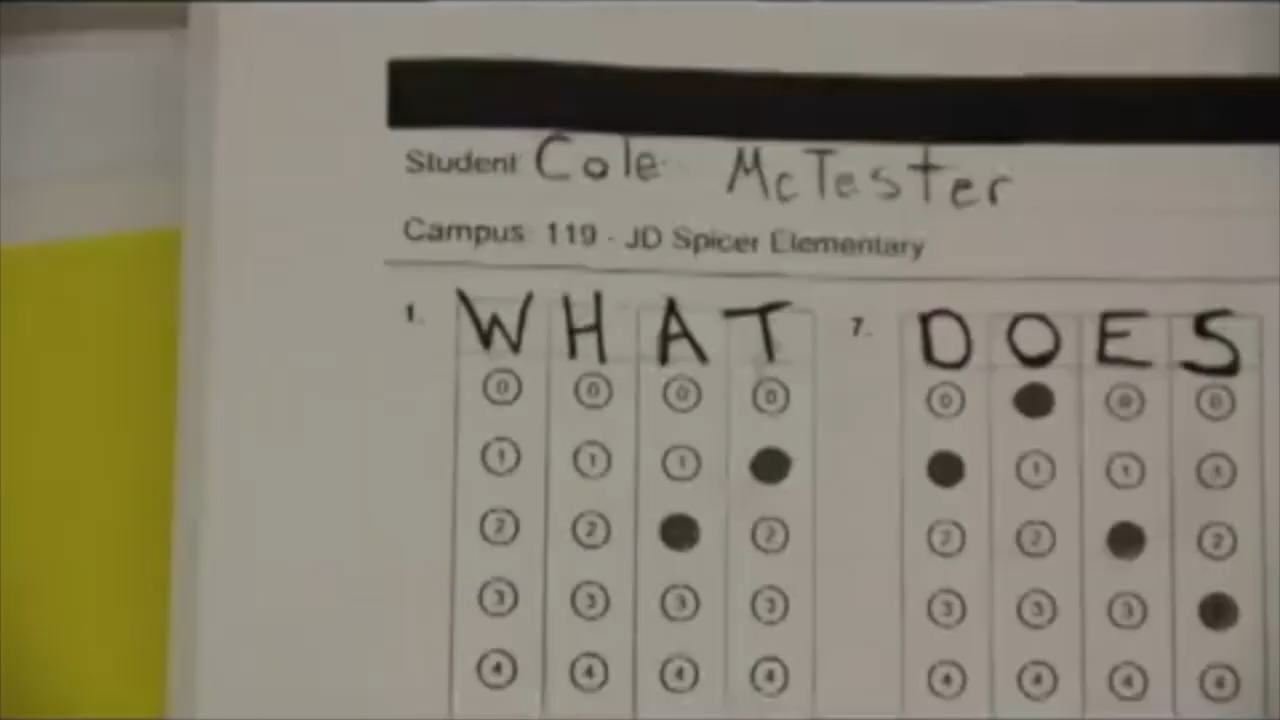 Student: Cole McTester
Campus: 119 - JD Spicer Elementary
1. WHAT 7. DOES
0 0 0 0 0 0 0
1 1 1 1 1 1
2 2 2 2 2 2
3 3 3 3 3 3 3
4 4 4 4 4 4 4 4